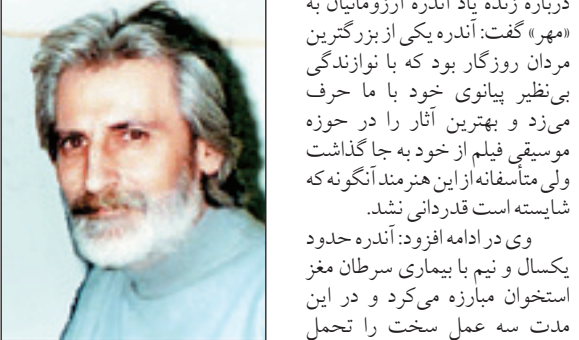 درباره زنده یاد آندره آرزومانیان به
«مهر» گفت: آندره یکی از بزرگترین
مردان روزگار بود که با نوازندگی
بی‌نظیر پیانوی خود با ما حرف
می‌زد و بهترین آثار را در حوزه
موسیقی فیلم از خود به جا گذاشت
ولی متأسفانه از این هنرمند آنگونه که
شایسته است قدردانی نشد.
وی در ادامه افزود: آندره حدود
یکسال و نیم با بیماری سرطان مغز
استخوان مبارزه می‌کرد و در این
مدت سه عمل سخت را تحمل